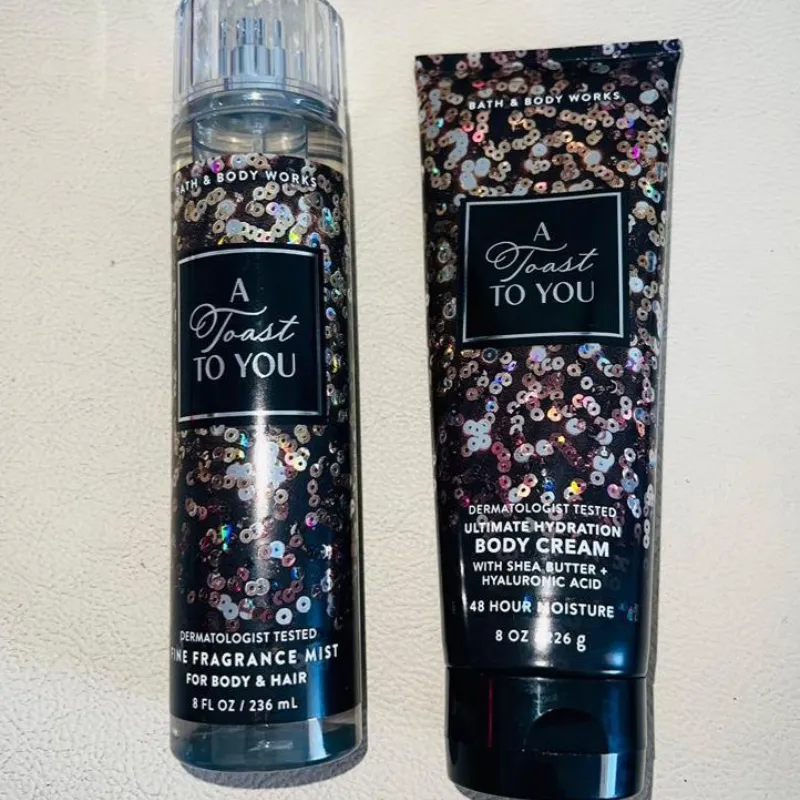 BATH & BODY WORKS
A
Toast
TO YOU
DERMATOLOGIST TESTED
FINE FRAGRANCE MIST
FOR BODY & HAIR
8 FL OZ / 236 mL
BATH & BODY WORKS
A
Toast
TO YOU
DERMATOLOGIST TESTED
ULTIMATE HYDRATION
BODY CREAM
WITH SHEA BUTTER +
HYALURONIC ACID
48 HOUR MOISTURE
8 OZ / 226 g